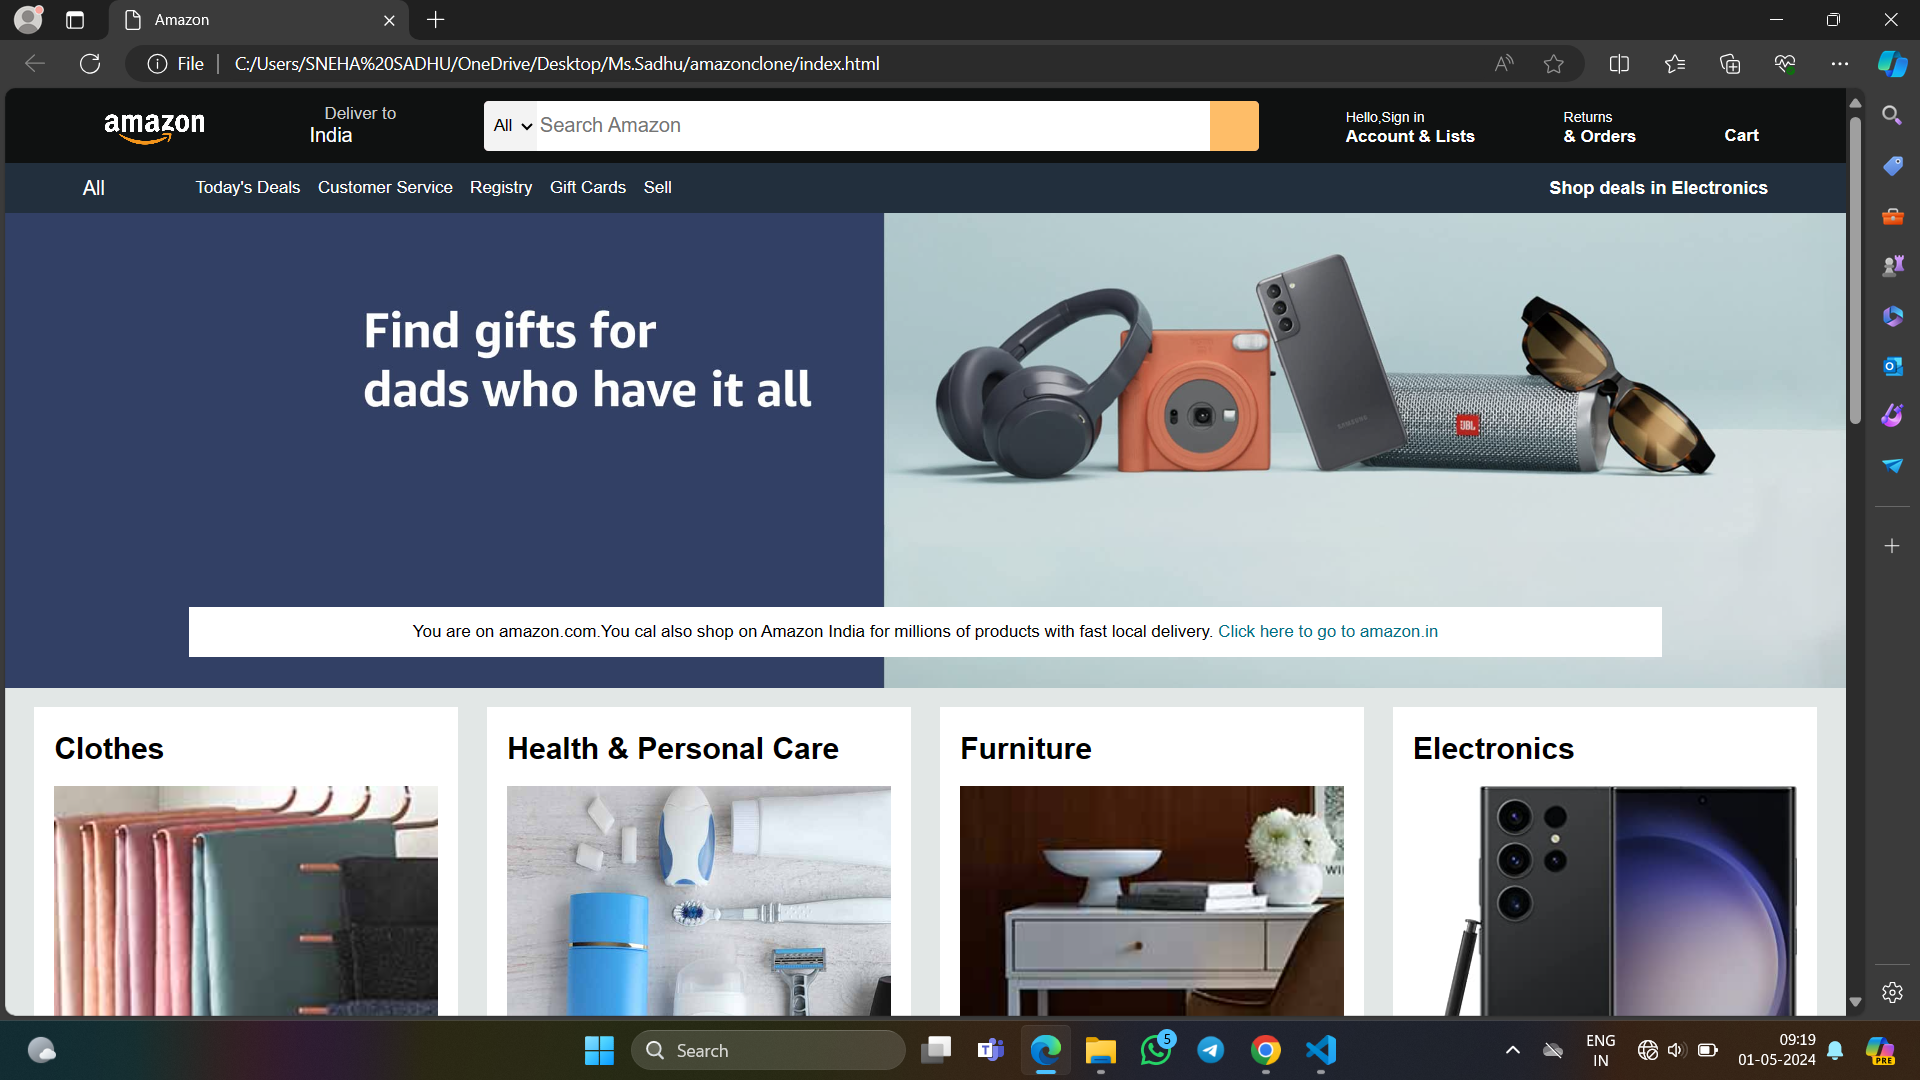 Amazon
File
C:/Users/SNEHA%20SADHU/OneDrive/Desktop/Ms.Sadhu/amazonclone/index.html
amazon
Deliver to
India
All
Search Amazon
Hello,Sign in
Account & Lists
Returns
& Orders
Cart
All
Today's Deals
Customer Service
Registry
Gift Cards
Sell
Shop deals in Electronics
Find gifts for
dads who have it all
SAMSUNG
JBL
You are on amazon.com.You cal also shop on Amazon India for millions of products with fast local delivery. Click here to go to amazon.in
Clothes
Health & Personal Care
Furniture
Electronics
WI
Search
5
ENG
IN
09:19
01-05-2024
PRE